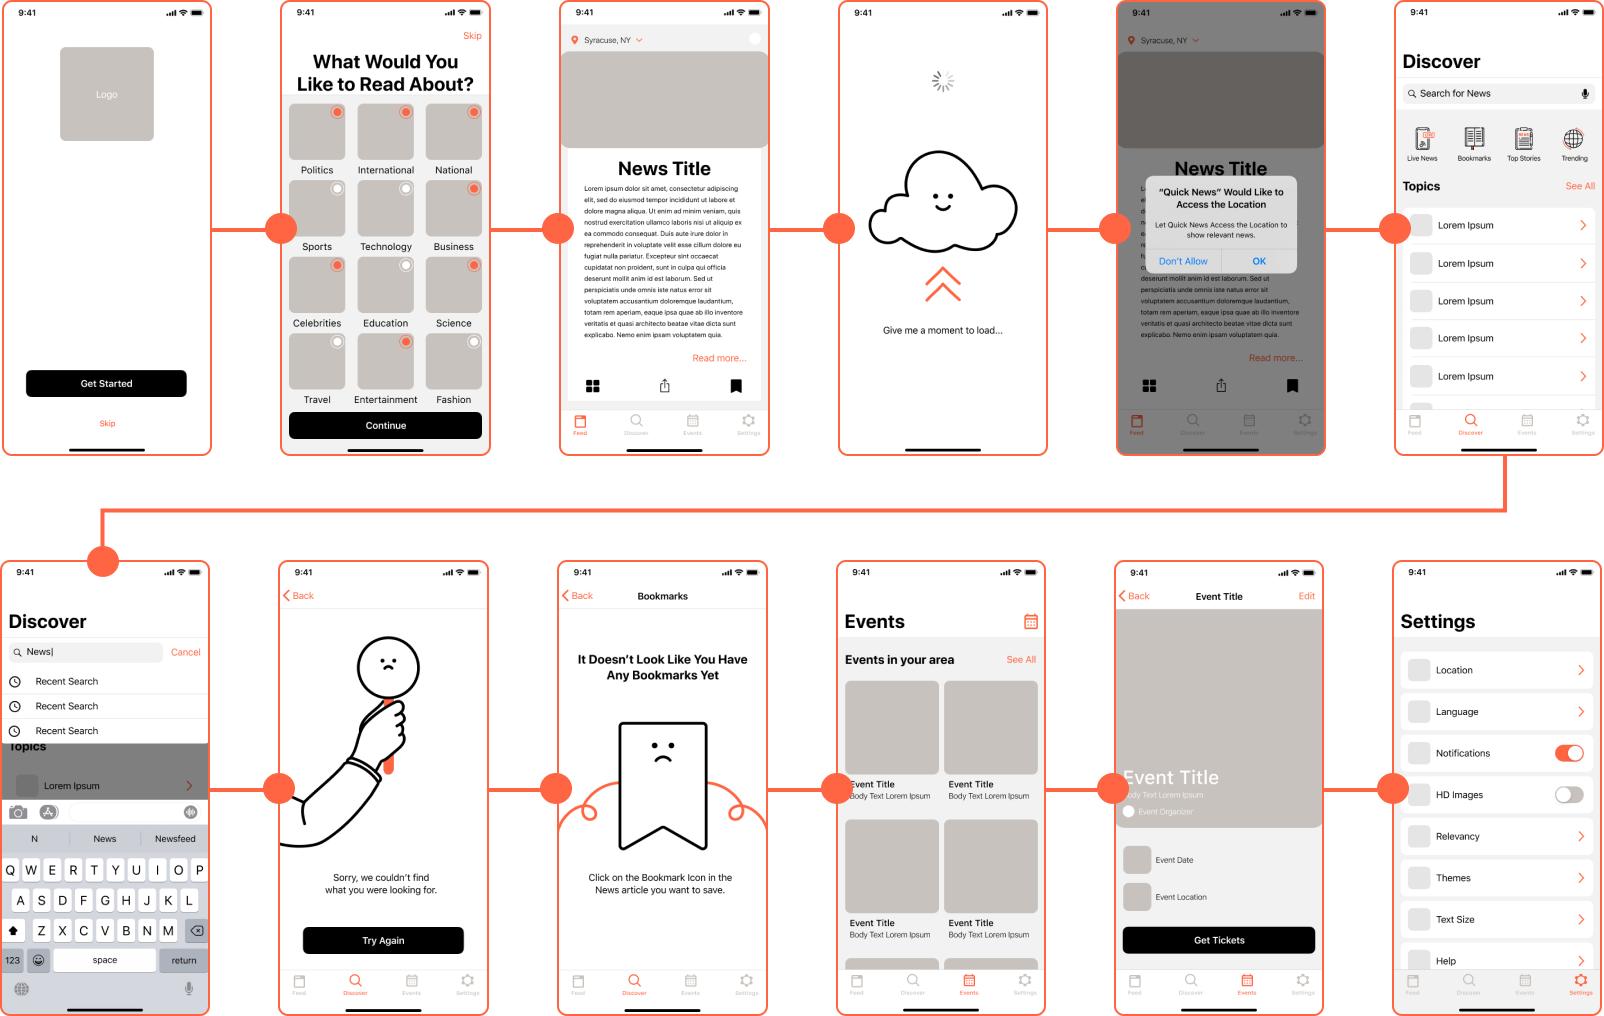 9:41
Logo
Get Started
Skip
9:41
Skip
What Would You
Like to Read About?
Politics
International
National
Sports
Technology
Business
Celebrities
Education
Science
Travel
Entertainment
Fashion
Continue
9:41
Syracuse, NY
News Title
Lorem ipsum dolor sit amet, consectetur adipiscing
elit, sed do eiusmod tempor incididunt ut labore et
dolore magna aliqua. Ut enim ad minim veniam, quis
nostrud exercitation ullamco laboris nisi ut aliquip ex
ea commodo consequat. Duis aute irure dolor in
reprehenderit in voluptate velit esse cillum dolore eu
fugiat nulla pariatur. Excepteur sint occaecat
cupidatat non proident, sunt in culpa qui officia
deserunt mollit anim id est laborum. Sed ut
perspiciatis unde omnis iste natus error sit
voluptatem accusantium doloremque laudantium,
totam rem aperiam, eaque ipsa quae ab illo inventore
veritatis et quasi architecto beatae vitae dicta sunt
explicabo. Nemo enim ipsam voluptatem quia.
Read more...
Feed
Discover
Events
Settings
9:41
Give me a moment to load...
9:41
Syracuse, NY
News Title
"Quick News" Would Like to
Access the Location
Let Quick News Access the Location to
show relevant news.
Don't Allow
OK
deserunt mollit anim id est laborum. Sed ut
perspiciatis unde omnis iste natus error sit
voluptatem accusantium doloremque laudantium,
totam rem aperiam, eaque ipsa quae ab illo inventore
veritatis et quasi architecto beatae vitae dicta sunt
explicabo. Nemo enim ipsam voluptatem quia.
Read more...
Feed
Discover
Events
Settings
9:41
Discover
Search for News
Live News
Bookmarks
Top Stories
Trending
Topics
See All
Lorem Ipsum
Lorem Ipsum
Lorem Ipsum
Lorem Ipsum
Lorem Ipsum
Feed
Discover
Events
Settings
9:41
Discover
News
Cancel
Recent Search
Recent Search
Recent Search
Topics
Lorem Ipsum
N
News
Newsfeed
Q W E R T Y U I O P
A S D F G H J K L
Z X C V B N M
123
space
return
9:41
Back
Sorry, we couldn't find
what you were looking for.
Try Again
Feed
Discover
Events
Settings
9:41
Back
Bookmarks
It Doesn't Look Like You Have
Any Bookmarks Yet
Click on the Bookmark Icon in the
News article you want to save.
Feed
Discover
Events
Settings
9:41
Events
Events in your area
See All
Event Title
Body Text Lorem Ipsum
Event Title
Body Text Lorem Ipsum
Event Title
Body Text Lorem Ipsum
Event Title
Body Text Lorem Ipsum
Feed
Discover
Events
Settings
9:41
Back
Event Title
Edit
Event Title
Body Text Lorem Ipsum
Event Organizer
Event Date
Event Location
Get Tickets
Feed
Discover
Events
Settings
9:41
Settings
Location
Language
Notifications
HD Images
Relevancy
Themes
Text Size
Help
Feed
Discover
Events
Settings